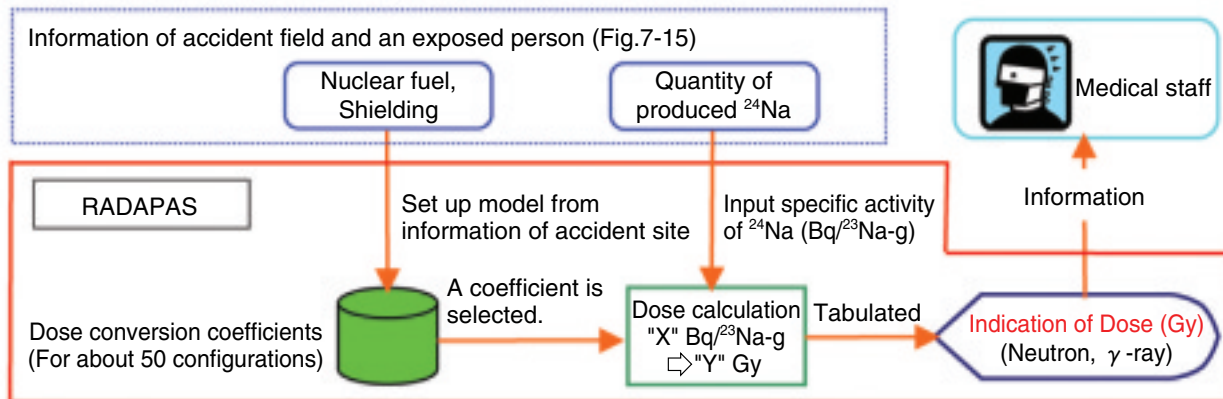 Information of accident field and an exposed person (Fig.7-15)
Nuclear fuel,
Shielding
Quantity of
produced ²⁴Na
Medical staff
RADAPAS
Set up model from
information of accident site
Input specific activity
of ²⁴Na (Bq/²³Na-g)
Information
Dose conversion coefficients
(For about 50 configurations)
A coefficient is
selected.
Dose calculation
"X" Bq/²³Na-g
⇨"Y" Gy
Tabulated
Indication of Dose (Gy)
(Neutron, γ-ray)